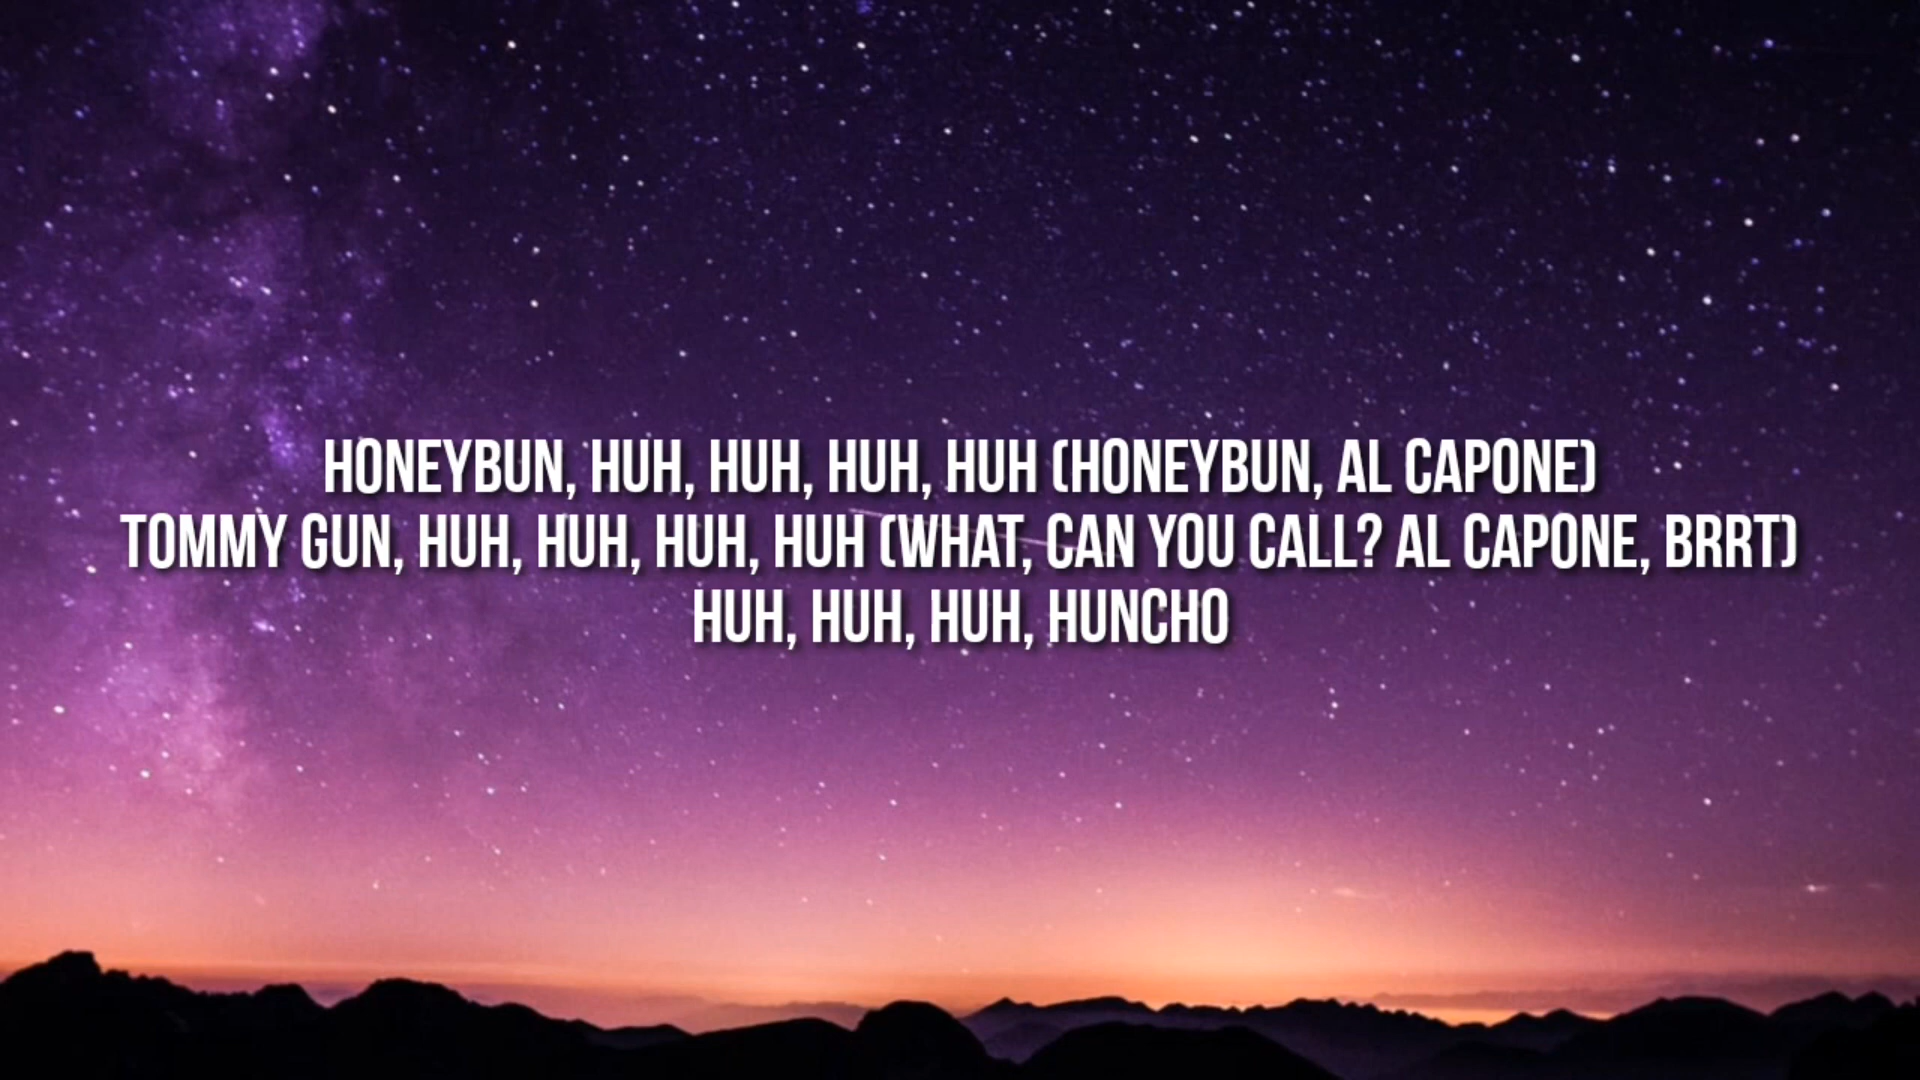 HONEYBUN, HUH, HUH, HUH, HUH (HONEYBUN, AL CAPONE)
TOMMY GUN, HUH, HUH, HUH, HUH (WHAT, CAN YOU CALL? AL CAPONE, BRRT)
HUH, HUH, HUH, HUNCHO